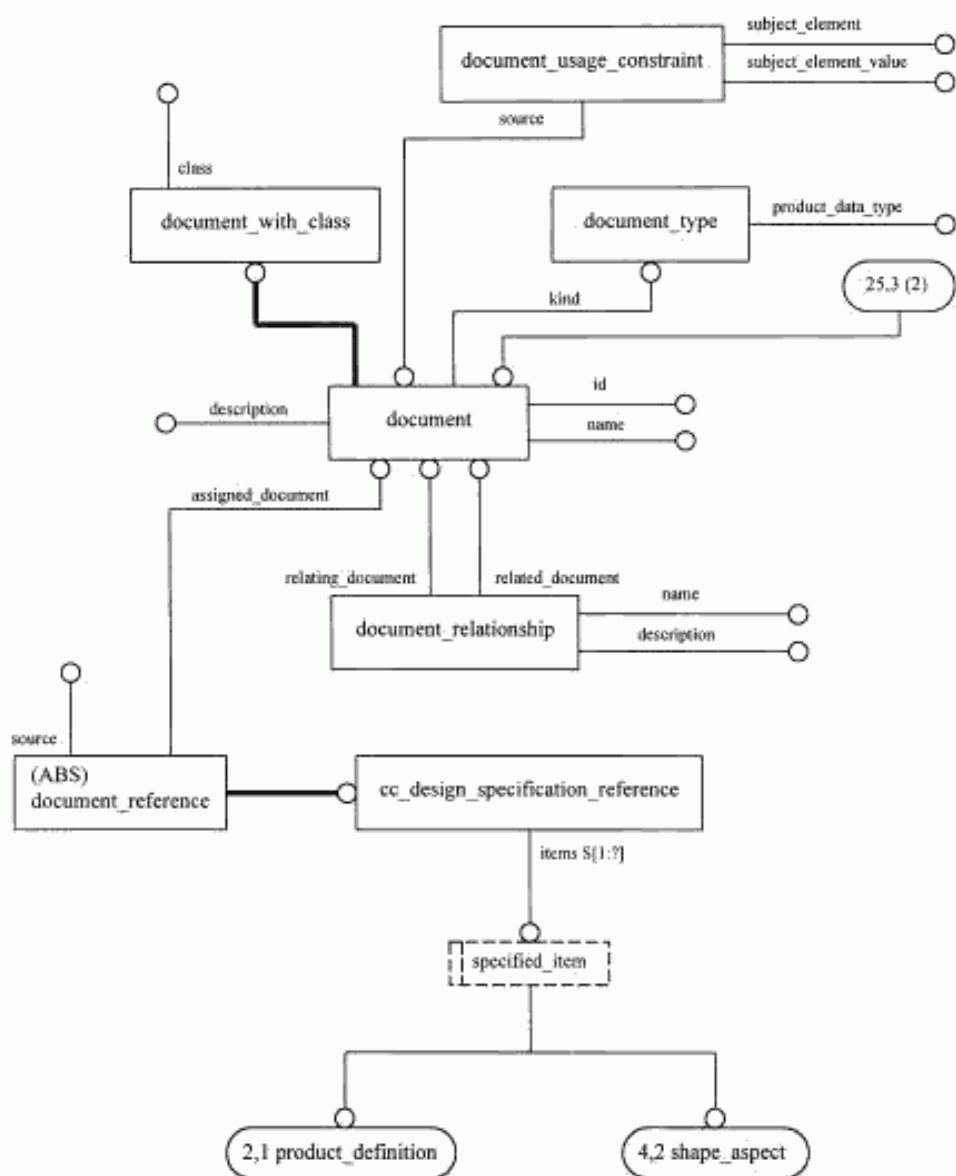 subject_element
document_usage_constraint
subject_element_value
source
class
document_with_class
document_type
product_data_type
25,3 (2)
kind
description
document
id
name
assigned_document
relating_document
related_document
document_relationship
name
description
source
(ABS)
document_reference
cc_design_specification_reference
items S[1:?]
specified_item
2,1 product_definition
4,2 shape_aspect